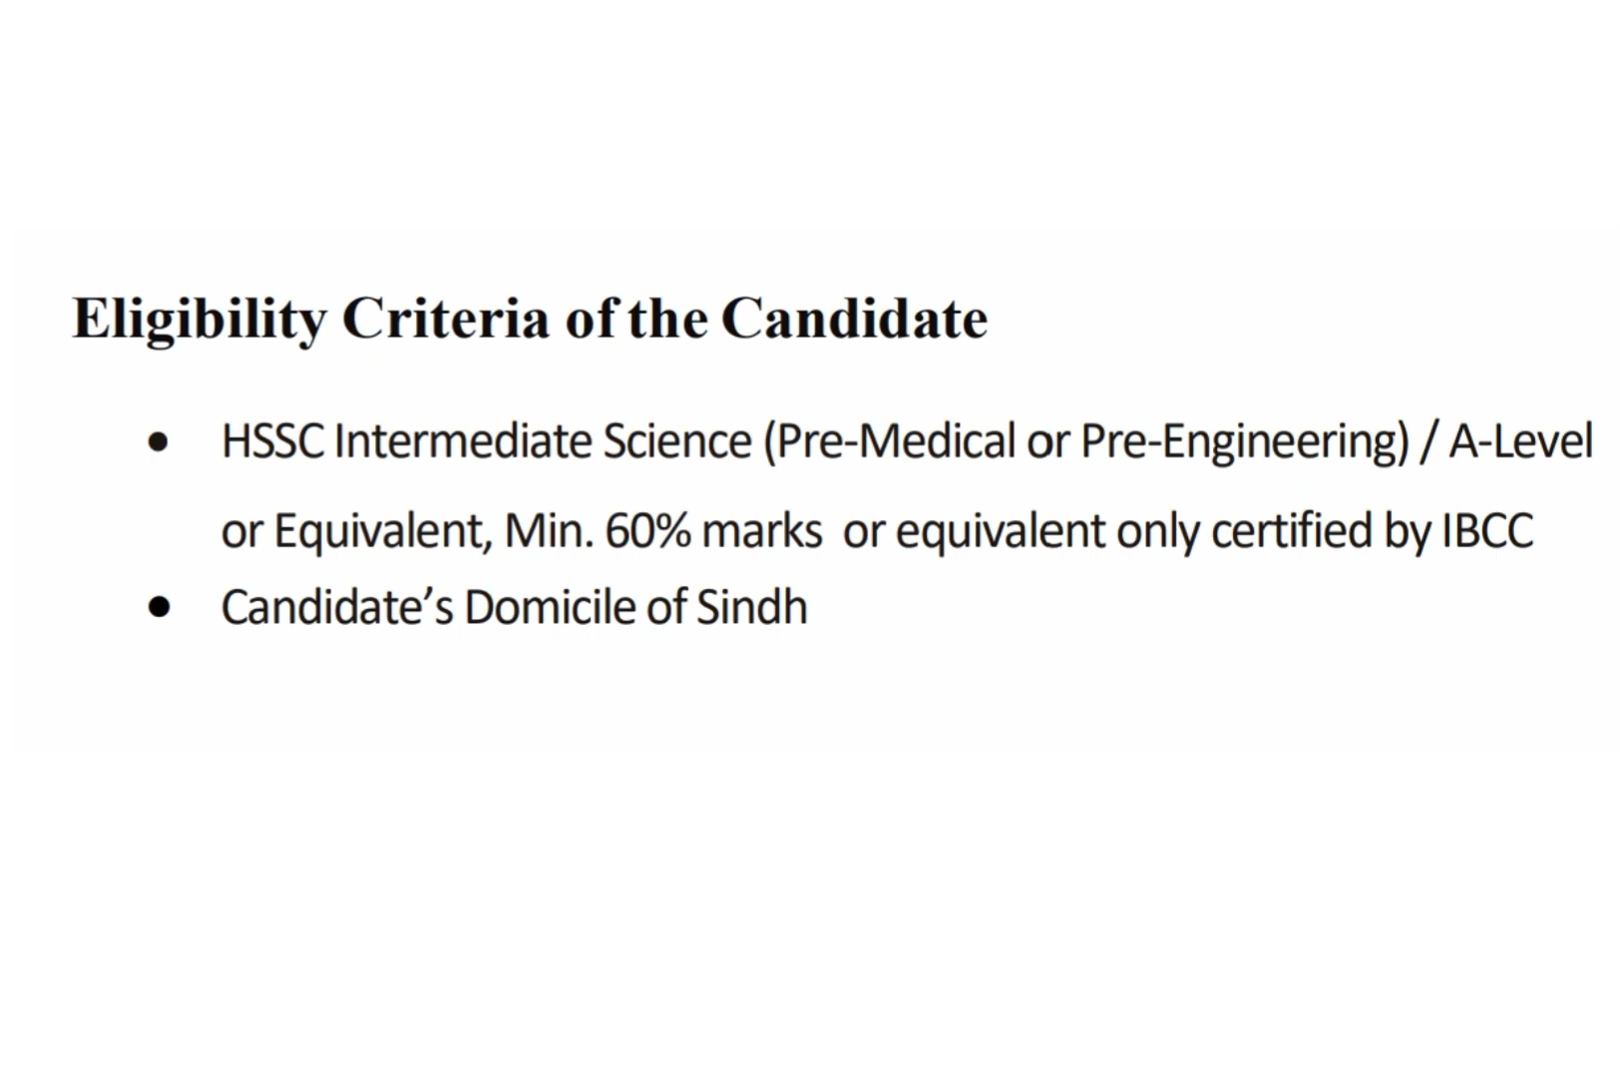 Eligibility Criteria of the Candidate
● HSSC Intermediate Science (Pre-Medical or Pre-Engineering) / A-Level
or Equivalent, Min. 60% marks or equivalent only certified by IBCC
● Candidate’s Domicile of Sindh